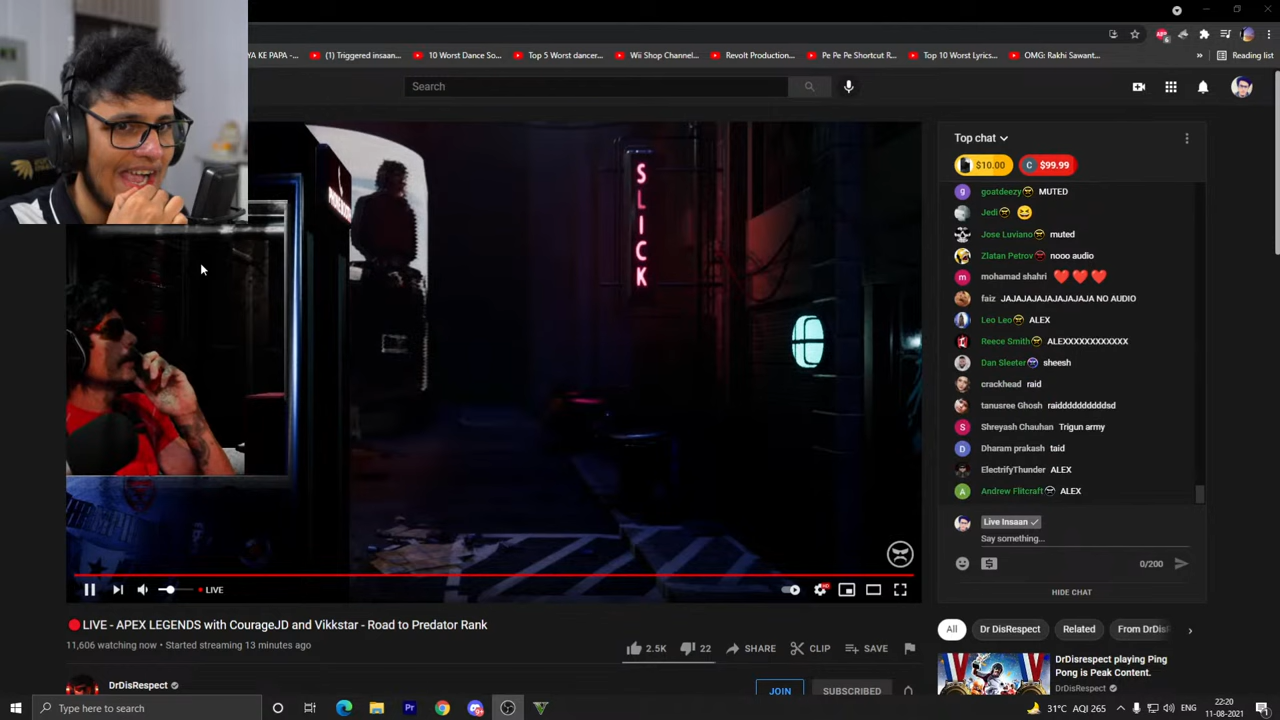 YA KE PAPA -...
(1) Triggered insaan...
10 Worst Dance So...
Top 5 Worst dancer...
Wii Shop Channel...
Revolt Production...
Pe Pe Pe Shortcut R...
Top 10 Worst Lyrics...
OMG: Rakhi Sawant...
»
Reading list
Search
SLICK
Top chat
$10.00
C $99.99
goatdeezy MUTED
Jedi 😆
Jose Luviano muted
Zlatan Petrov nooo audio
m mohamad shahri ❤️❤️❤️
faiz JAJAJAJAJAJAJAJA NO AUDIO
Leo Leo ALEX
Reece Smith ALEXXXXXXXXXXXX
Dan Sleeter sheesh
crackhead raid
tanusree Ghosh raidddddddddsd
S Shreyash Chauhan Trigun army
D Dharam prakash taid
ElectrifyThunder ALEX
A Andrew Flitcraft ALEX
Live Insaan ✓
Say something...
0/200
HIDE CHAT
LIVE
HD
🔴LIVE - APEX LEGENDS with CourageJD and Vikkstar - Road to Predator Rank
11,606 watching now • Started streaming 13 minutes ago
2.5K
22
SHARE
CLIP
SAVE
DrDisRespect
JOIN
SUBSCRIBED
All
Dr DisRespect
Related
From DrDis
DrDisrespect playing Ping
Pong is Peak Content.
DrDisRespect
Type here to search
Pr
31°C AQI 265
ENG
22:20
11-08-2021